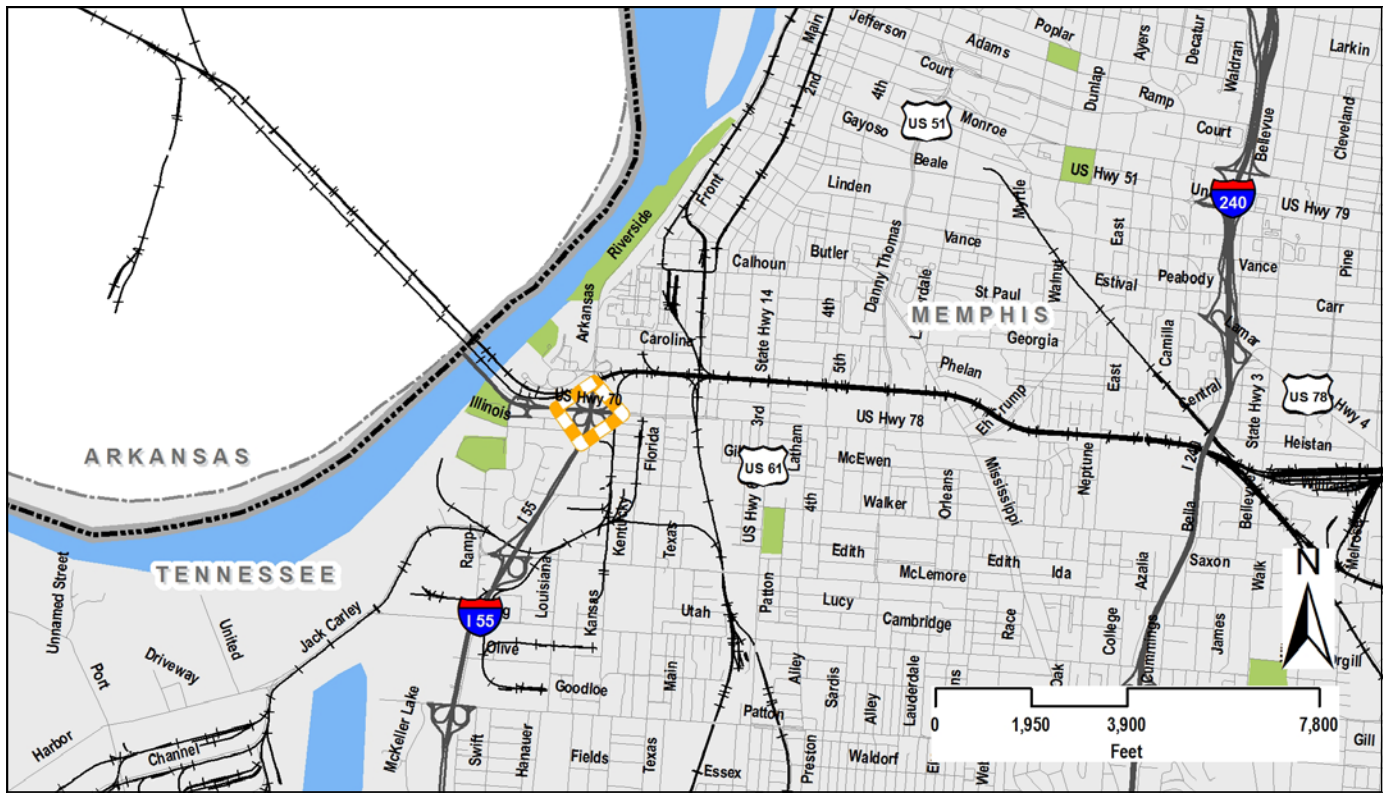 Main
Jefferson
Poplar
Ayers
Decatur
Waldran
Larkin
Adams
Court
2nd
4th
Dunlap
Ramp
US 51
Monroe
Gayoso
Court
Bellevue
Cleveland
Beale
US Hwy 51
Linden
Myrtle
240
US Hwy 79
Front
Riverside
East
Vance
Butler
Danny Thomas
Calhoun
Walnut
Estival
Peabody
Vance
Pine
St Paul
Carr
Arkansas
State Hwy 14
4th
MEMPHIS
Lamar
Carolina
Georgia
Camilla
5th
Phelan
East
Central
State Hwy 3
US 78
Hwy 4
US Hwy 70
Illinois
3rd
US Hwy 78
Eh Crump
Heistan
ARKANSAS
Florida
Latham
US 61
McEwen
Mississippi
Neptune
I 240
I 55
Kentucky
4th
Walker
Orleans
Bella
Bellevue
Texas
Edith
Edith
Melrose
Ramp
TENNESSEE
Louisiana
McLemore
Ida
Azalia
Saxon
Walk
N
Unnamed Street
Patton
Lucy
Kansas
I 55
Utah
Cambridge
Race
College
James
United
Jack Carley
Olive
Cummings
Driveway
Port
Goodloe
Main
Alley
Sardis
Lauderdale
Oak
Alley
Patton
0 1,950 3,900 7,800
Feet
Harbor
Channel
McKeller Lake
Swift
Hanauer
Fields
Texas
Essex
Preston
Waldorf
Gill